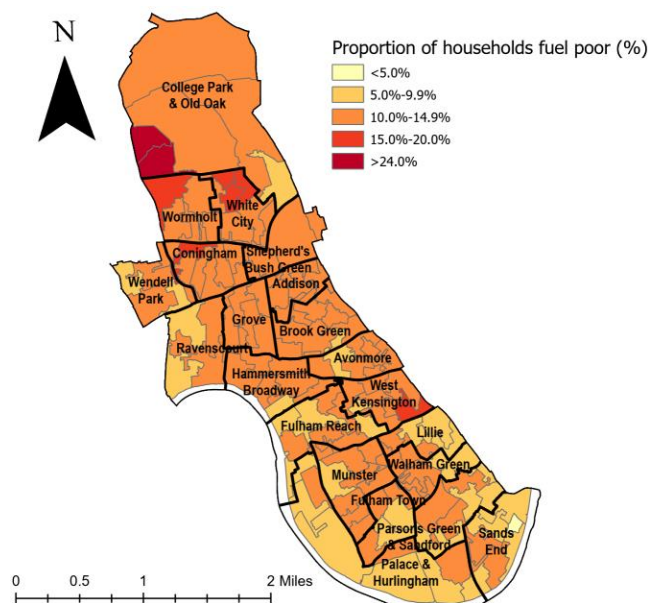 N
Proportion of households fuel poor (%)
<5.0%
5.0%-9.9%
10.0%-14.9%
15.0%-20.0%
>24.0%
College Park
& Old Oak
Wormholt
White
City
Coningham
Shepherd's
Bush Green
Wendell
Park
Addison
Grove
Brook Green
Ravenscourt
Avonmore
Hammersmith
Broadway
West
Kensington
Fulham Reach
Lillie
Munster
Walham Green
Fulham Town
Parsons Green
& Sandford
Sands
End
Palace &
Hurlingham
0 0.5 1 2 Miles